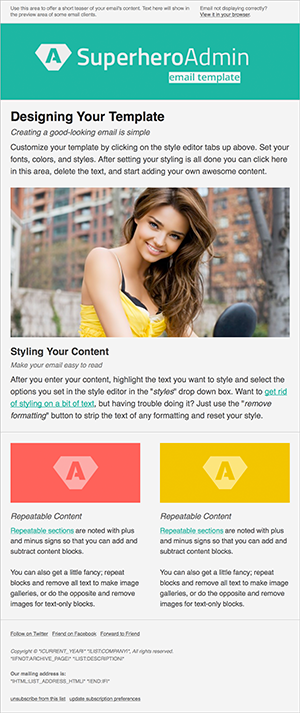 Use this area to offer a short teaser of your email's content. Text here will show in
the preview area of some email clients.
Email not displaying correctly?
View it in your browser.
A SuperheroAdmin
email template
Designing Your Template
Creating a good-looking email is simple
Customize your template by clicking on the style editor tabs up above. Set your
fonts, colors, and styles. After setting your styling is all done you can click here
in this area, delete the text, and start adding your own awesome content.
Styling Your Content
Make your email easy to read
After you enter your content, highlight the text you want to style and select the
options you set in the style editor in the "styles" drop down box. Want to get rid
of styling on a bit of text, but having trouble doing it? Just use the "remove
formatting" button to strip the text of any formatting and reset your style.
A
Repeatable Content
Repeatable sections are noted with plus
and minus signs so that you can add and
subtract content blocks.
You can also get a little fancy; repeat
blocks and remove all text to make image
galleries, or do the opposite and remove
images for text-only blocks.
A
Repeatable Content
Repeatable sections are noted with plus
and minus signs so that you can add and
subtract content blocks.
You can also get a little fancy; repeat
blocks and remove all text to make image
galleries, or do the opposite and remove
images for text-only blocks.
Follow on Twitter Friend on Facebook Forward to Friend
Copyright © *|CURRENT_YEAR|* *|LIST:COMPANY|*, All rights reserved.
*|IFNOT:ARCHIVE_PAGE|* *|LIST:DESCRIPTION|*
Our mailing address is:
*|HTML:LIST_ADDRESS_HTML|* *|END:IF|*
unsubscribe from this list update subscription preferences